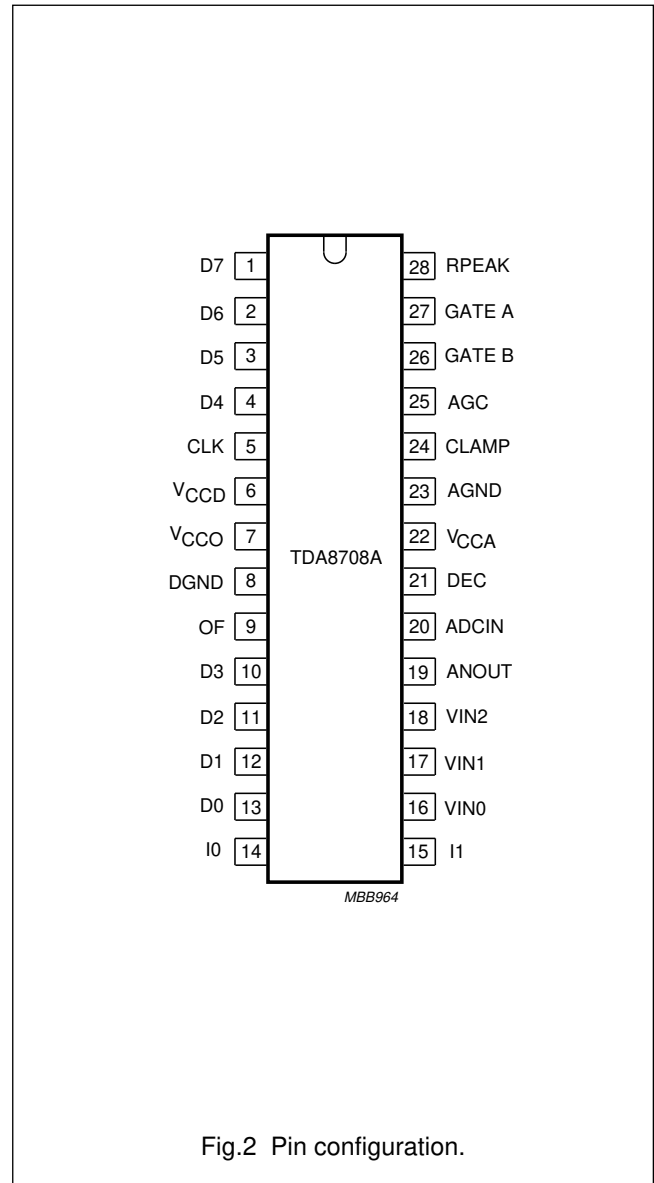 D7 1 28 RPEAK
D6 2 27 GATE A
D5 3 26 GATE B
D4 4 25 AGC
CLK 5 24 CLAMP
VCCD 6 23 AGND
VCCO 7 22 VCCA
TDA8708A
DGND 8 21 DEC
OF 9 20 ADCIN
D3 10 19 ANOUT
D2 11 18 VIN2
D1 12 17 VIN1
D0 13 16 VIN0
I0 14 15 I1
MBB964
Fig.2 Pin configuration.